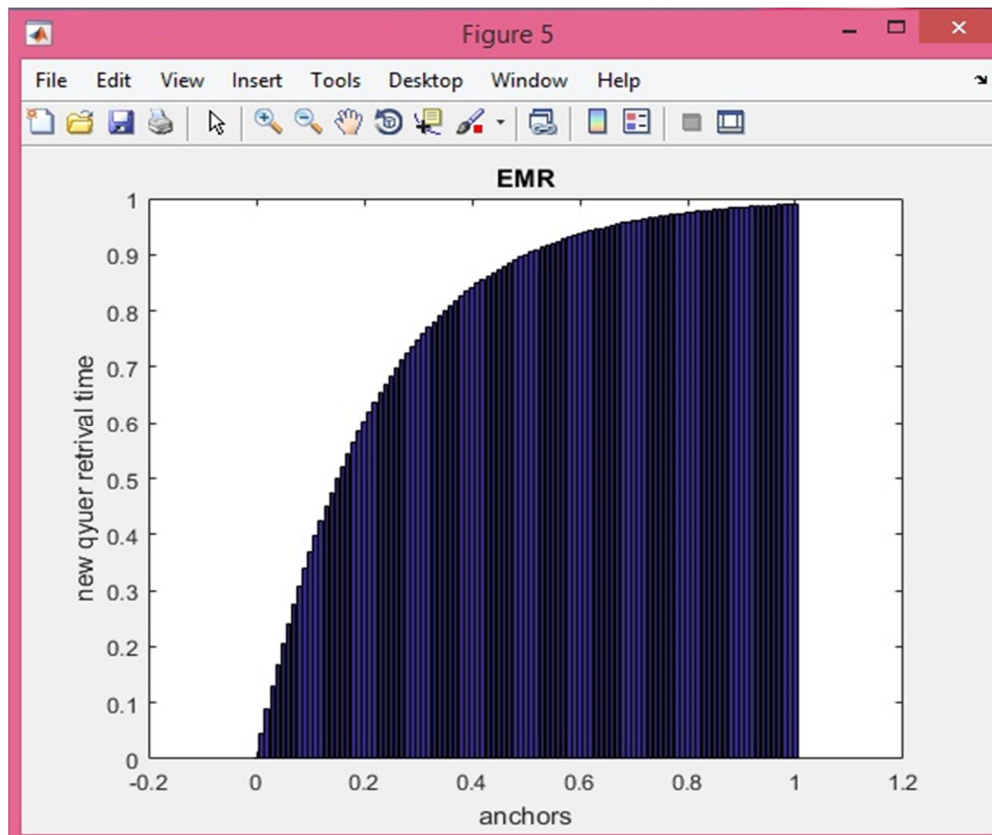 Figure 5
File Edit View Insert Tools Desktop Window Help
EMR
1
0.9
0.8
0.7
0.6
0.5
0.4
0.3
0.2
0.1
0
new qyuer retrival time
-0.2 0 0.2 0.4 0.6 0.8 1 1.2
anchors